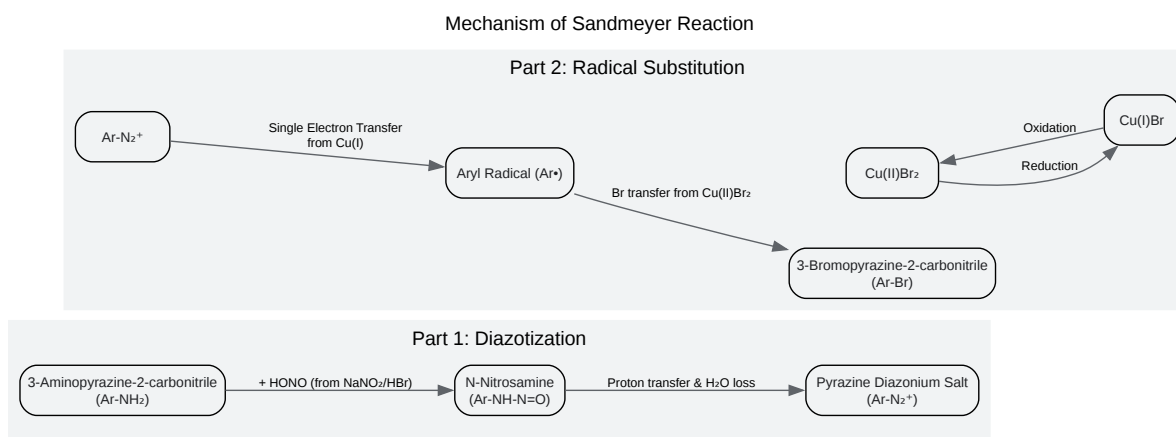 Mechanism of Sandmeyer Reaction
Part 2: Radical Substitution
Ar-N₂⁺
Single Electron Transfer
from Cu(I)
Aryl Radical (Ar•)
Br transfer from Cu(II)Br₂
3-Bromopyrazine-2-carbonitrile
(Ar-Br)
Cu(I)Br
Oxidation
Cu(II)Br₂
Reduction
Part 1: Diazotization
3-Aminopyrazine-2-carbonitrile
(Ar-NH₂)
+ HONO (from NaNO₂/HBr)
N-Nitrosamine
(Ar-NH-N=O)
Proton transfer & H₂O loss
Pyrazine Diazonium Salt
(Ar-N₂⁺)